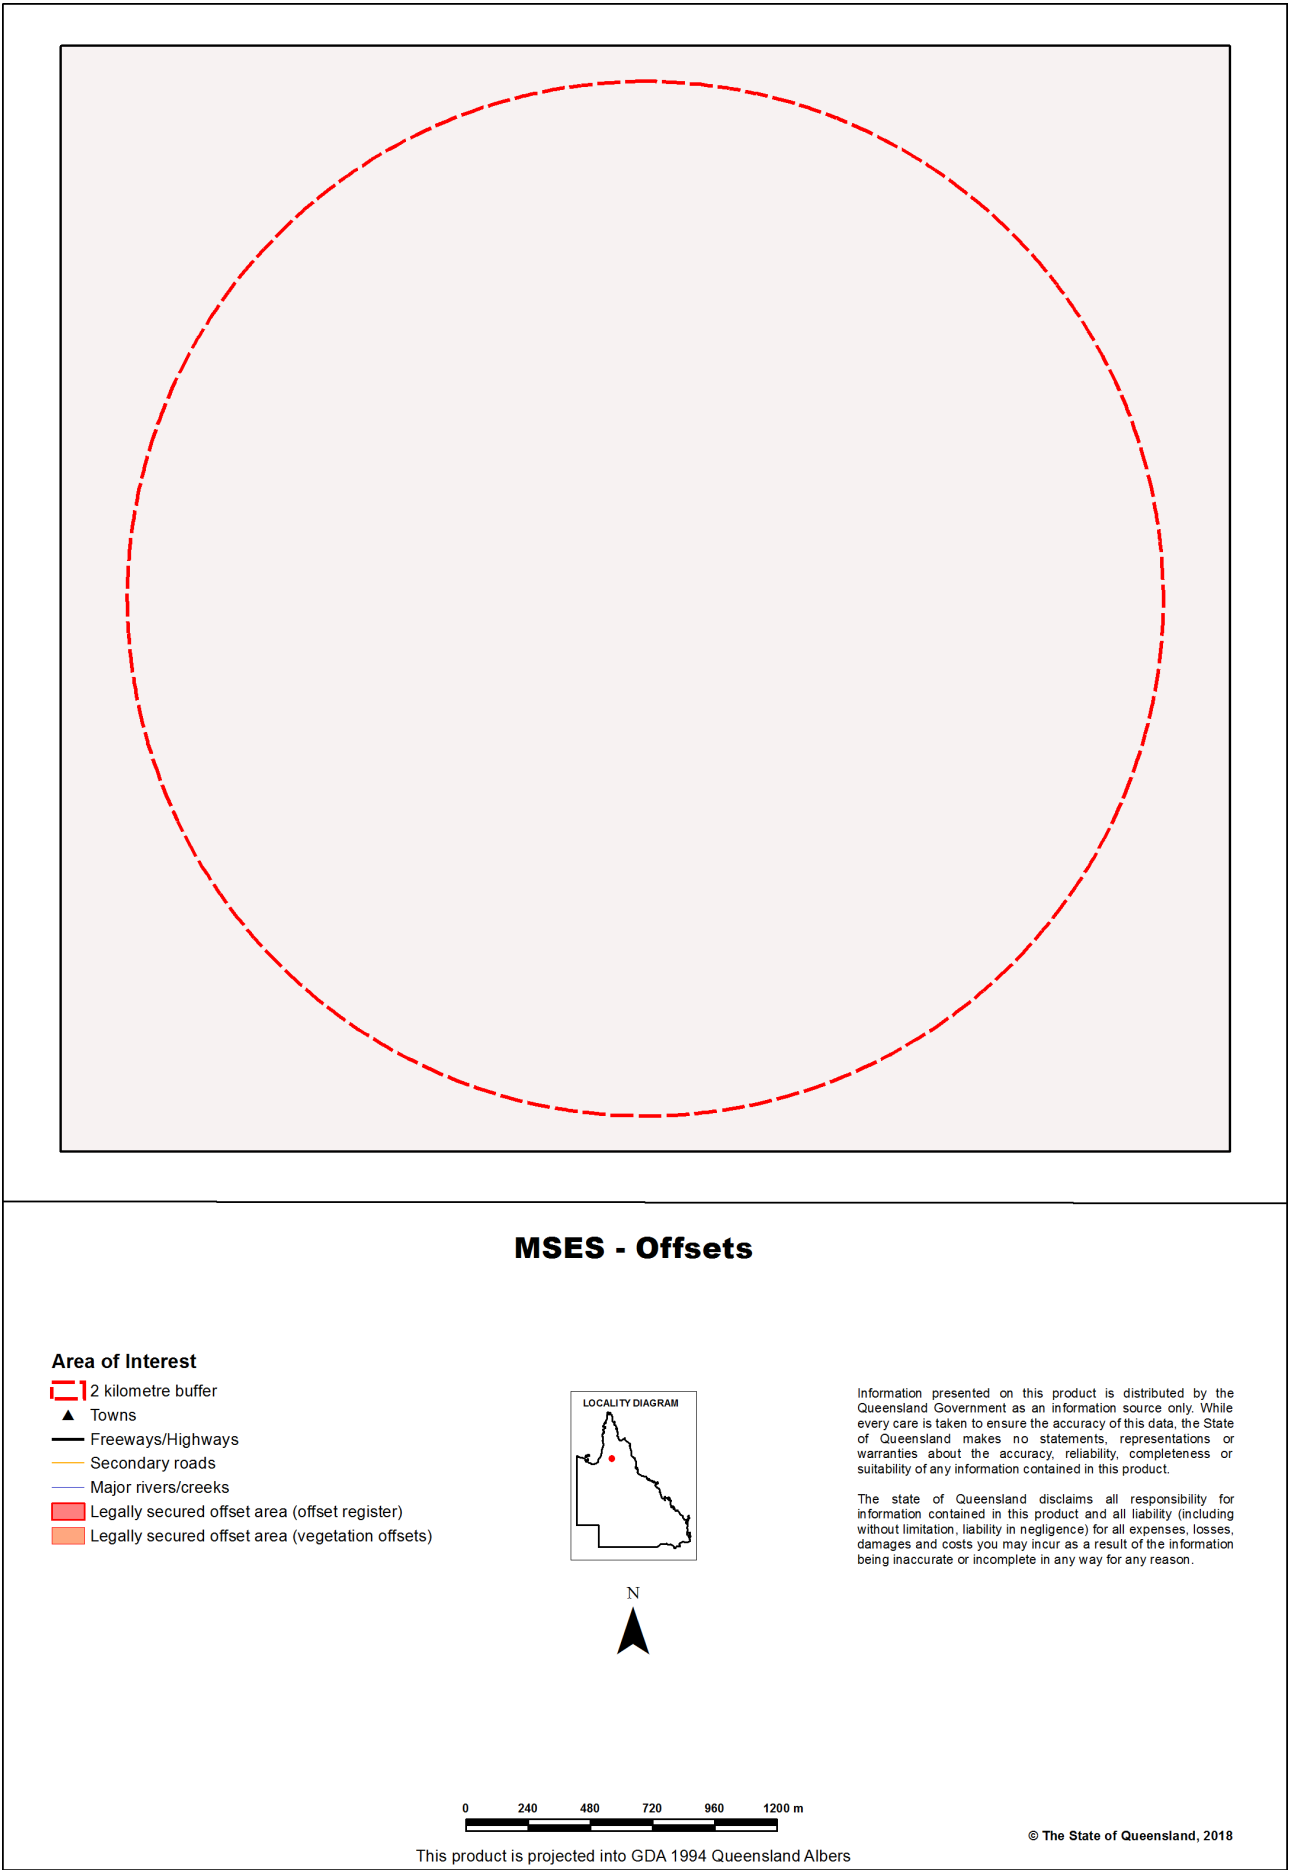 MSES - Offsets
Area of Interest
2 kilometre buffer
Towns
Freeways/Highways
Secondary roads
Major rivers/creeks
Legally secured offset area (offset register)
Legally secured offset area (vegetation offsets)
LOCALITY DIAGRAM
N
Information presented on this product is distributed by the
Queensland Government as an information source only. While
every care is taken to ensure the accuracy of this data, the State
of Queensland makes no statements, representations or
warranties about the accuracy, reliability, completeness or
suitability of any information contained in this product.
The state of Queensland disclaims all responsibility for
information contained in this product and all liability (including
without limitation, liability in negligence) for all expenses, losses,
damages and costs you may incur as a result of the information
being inaccurate or incomplete in any way for any reason.
0 240 480 720 960 1200 m
This product is projected into GDA 1994 Queensland Albers
© The State of Queensland, 2018